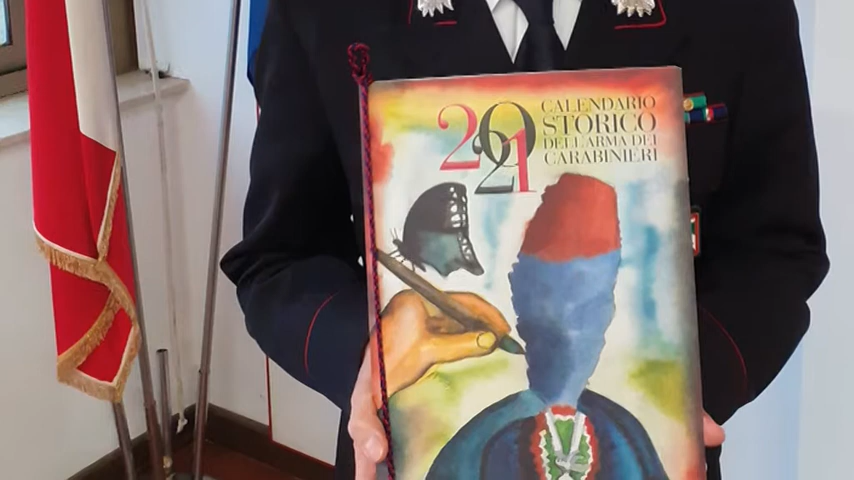 2021
CALENDARIO
STORICO
DELL'ARMA DEI
CARABINIERI